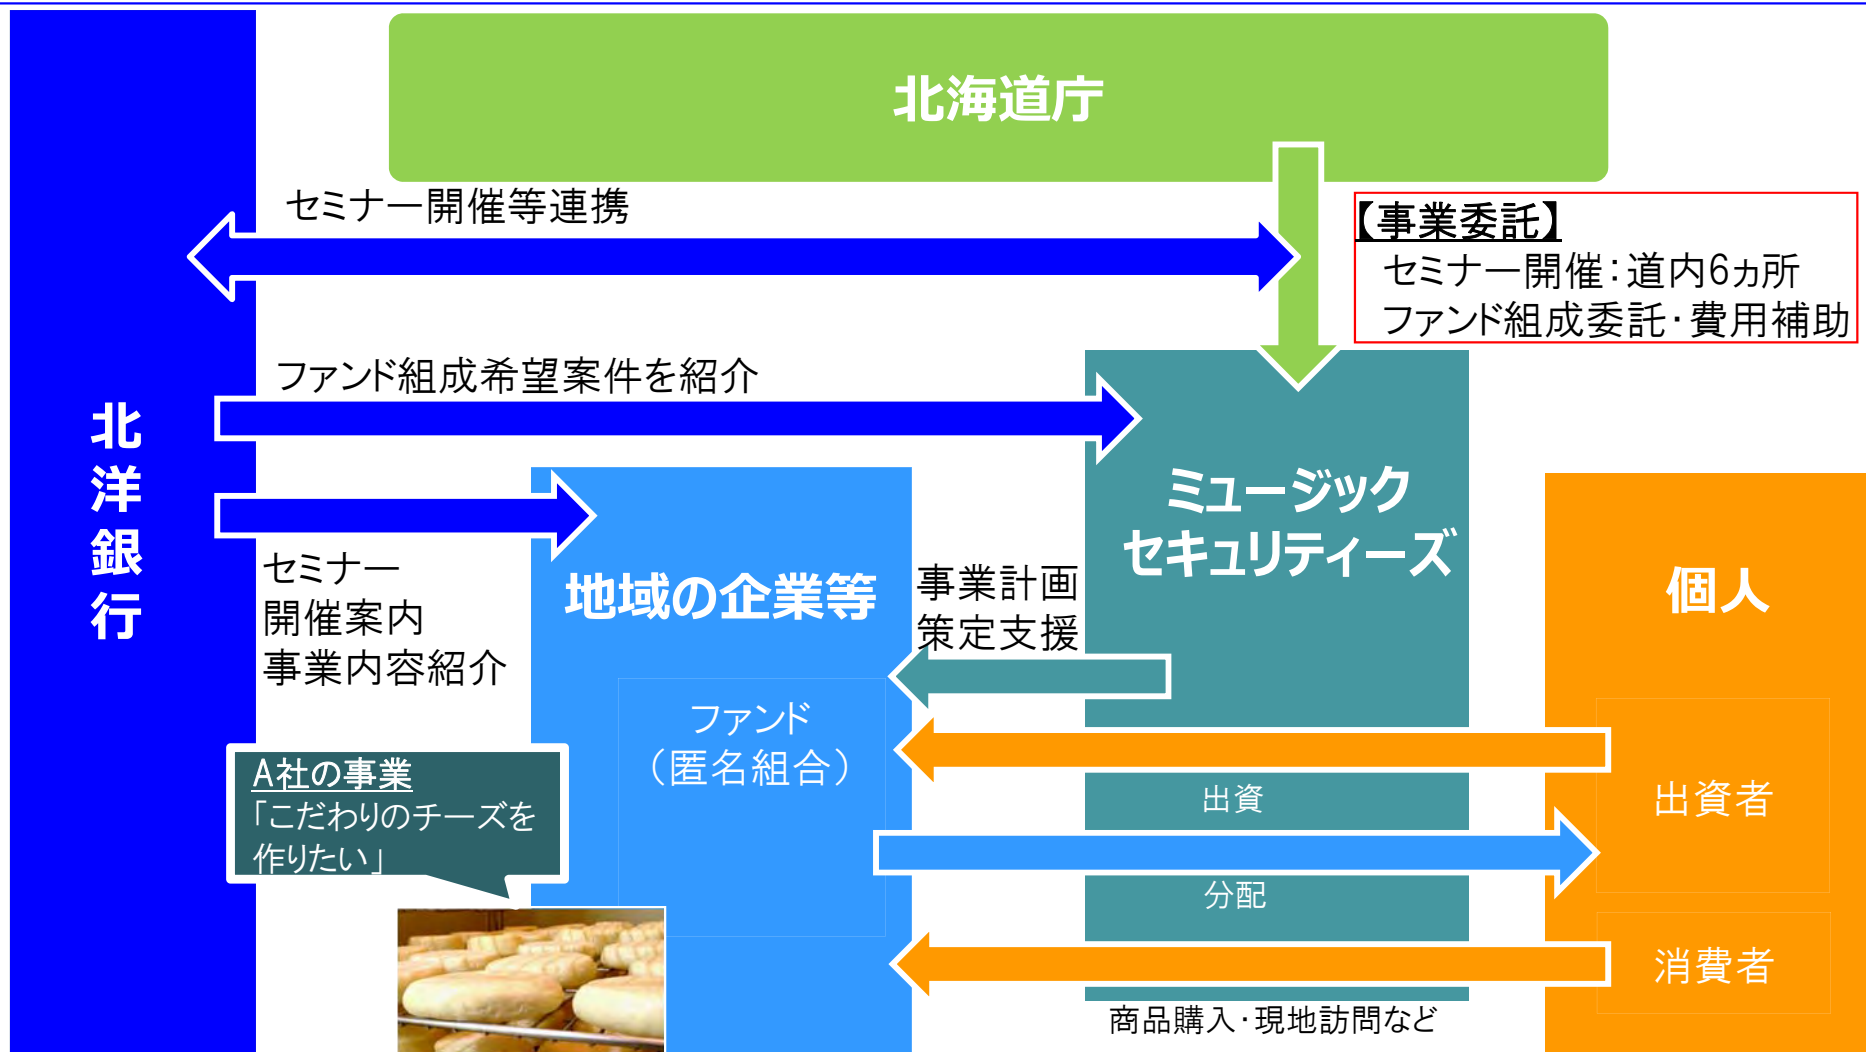 北海道庁
セミナー開催等連携
【事業委託】
セミナー開催：道内6ヵ所
ファンド組成委託・費用補助
ファンド組成希望案件を紹介
北洋銀行
ミュージック
セキュリティーズ
セミナー
開催案内
事業内容紹介
地域の企業等
事業計画
策定支援
個人
ファンド
（匿名組合）
A社の事業
「こだわりのチーズを
作りたい」
出資
出資者
分配
消費者
商品購入・現地訪問など